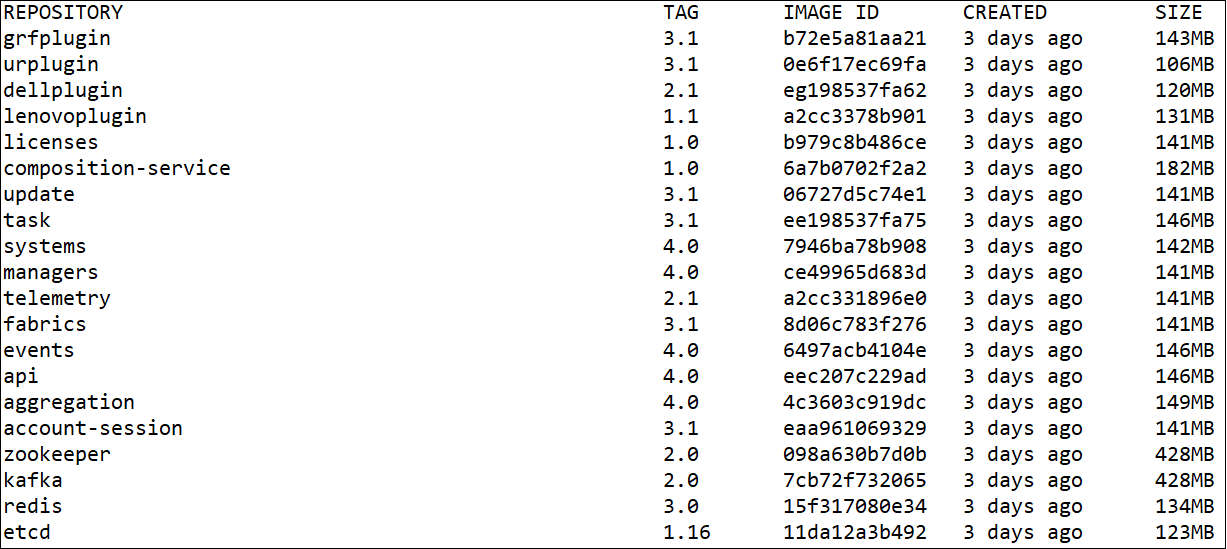 REPOSITORY TAG IMAGE ID CREATED SIZE
grfplugin 3.1 b72e5a81aa21 3 days ago 143MB
urplugin 3.1 0e6f17ec69fa 3 days ago 106MB
dellplugin 2.1 eg198537fa62 3 days ago 120MB
lenovoplugin 1.1 a2cc3378b901 3 days ago 131MB
licenses 1.0 b979c8b486ce 3 days ago 141MB
composition-service 1.0 6a7b0702f2a2 3 days ago 182MB
update 3.1 06727d5c74e1 3 days ago 141MB
task 3.1 ee198537fa75 3 days ago 146MB
systems 4.0 7946ba78b908 3 days ago 142MB
managers 4.0 ce49965d683d 3 days ago 141MB
telemetry 2.1 a2cc331896e0 3 days ago 141MB
fabrics 3.1 8d06c783f276 3 days ago 141MB
events 4.0 6497acb4104e 3 days ago 146MB
api 4.0 eec207c229ad 3 days ago 146MB
aggregation 4.0 4c3603c919dc 3 days ago 149MB
account-session 3.1 eaa961069329 3 days ago 141MB
zookeeper 2.0 098a630b7d0b 3 days ago 428MB
kafka 2.0 7cb72f732065 3 days ago 428MB
redis 3.0 15f317080e34 3 days ago 134MB
etcd 1.16 11da12a3b492 3 days ago 123MB